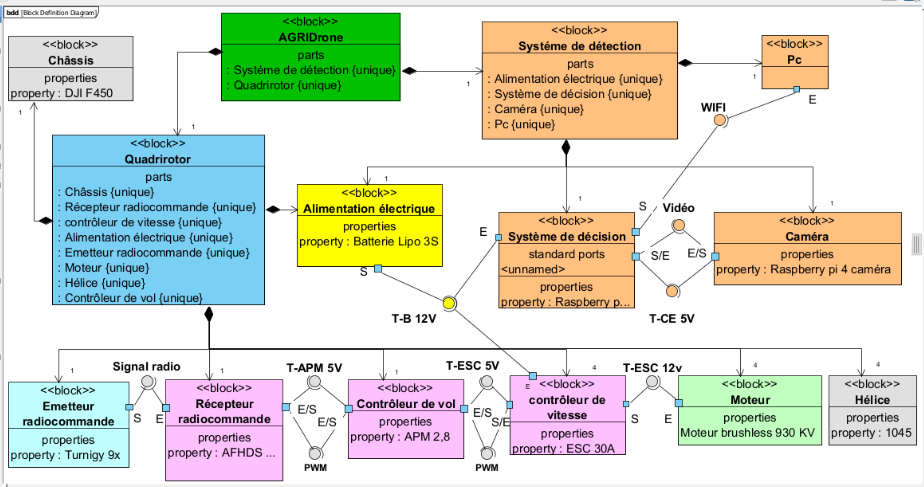 bdd [Block Definition Diagram]
<<block>>
Châssis
properties
property : DJI F450
1
<<block>>
AGRIDrone
parts
: Systéme de détection {unique}
: Quadrirotor {unique}
1
1
<<block>>
Systéme de détection
parts
: Alimentation électrique {unique}
: Système de décision {unique}
: Caméra {unique}
: Pc {unique}
1
<<block>>
Pc
E
WIFI
<<block>>
Quadrirotor
parts
: Châssis {unique}
: Récepteur radiocommande {unique}
: contrôleur de vitesse {unique}
: Alimentation électrique {unique}
: Emetteur radiocommande {unique}
: Moteur {unique}
: Hélice {unique}
: Contrôleur de vol {unique}
1
1
<<block>>
Alimentation électrique
properties
property : Batterie Lipo 3S
S
T-B 12V
1
E
<<block>>
Système de décision
standard ports
<unnamed>
properties
property : Raspberry p...
S
S/E
Vidéo
E/S
T-CE 5V
1
<<block>>
Caméra
properties
property : Raspberry pi 4 caméra
1
<<block>>
Emetteur
radiocommande
properties
property : Turnigy 9x
Signal radio
S
E
1
<<block>>
Récepteur
radiocommande
properties
property : AFHDS ...
T-APM 5V
E/S
E/S
PWM
1
<<block>>
Contrôleur de vol
properties
property : APM 2,8
T-ESC 5V
E/S
S/E
PWM
4
E
<<block>>
contrôleur de
vitesse
properties
property : ESC 30A
T-ESC 12v
S
E
4
<<block>>
Moteur
properties
Moteur brushless 930 KV
4
<<block>>
Hélice
properties
property : 1045